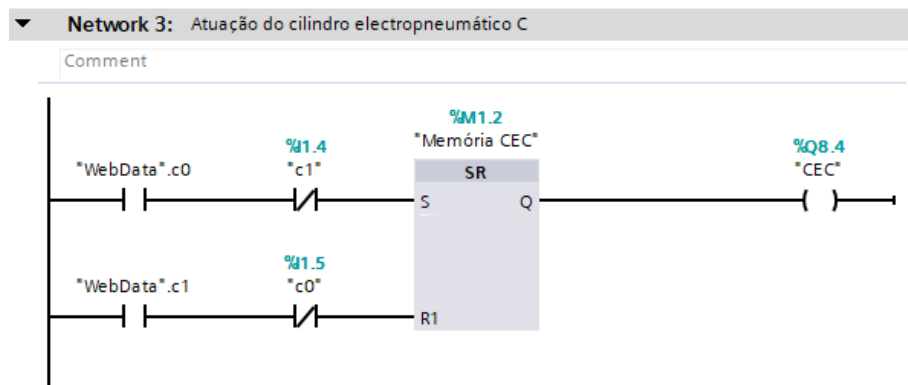 Network 3: Atuação do cilindro electropneumático C
Comment
%M1.2
"Memória CEC"
%I1.4
"c1"
"WebData".c0
SR
%Q8.4
"CEC"
S
Q
%I1.5
"c0"
"WebData".c1
R1